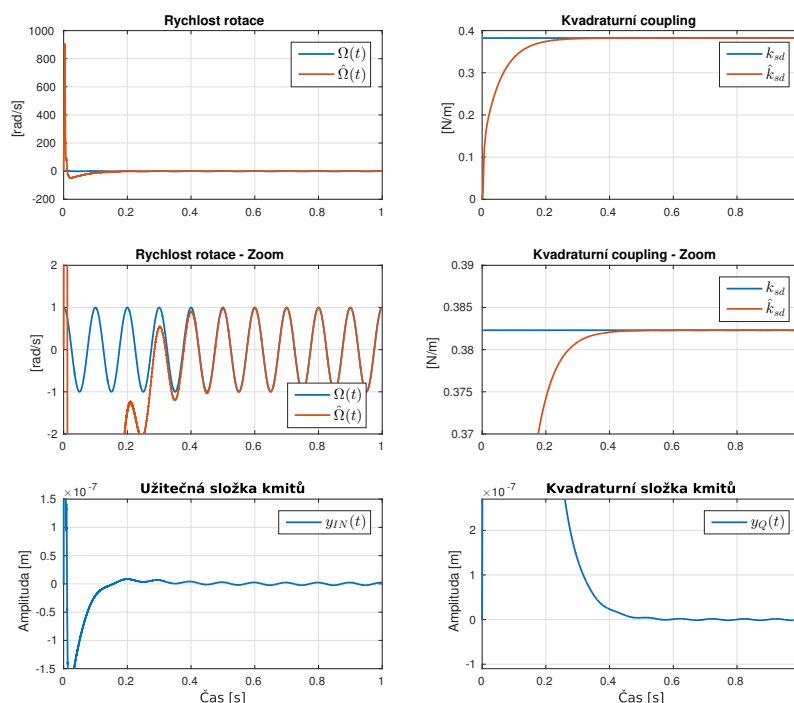 Rychlost rotace
[rad/s]
1000
800
600
400
200
0
-200
0 0.2 0.4 0.6 0.8 1
Ω(t)
Ω̂(t)
Kvadraturní coupling
[N/m]
0.4
0.3
0.2
0.1
0
0 0.2 0.4 0.6 0.8
k_sd
k̂_sd
Rychlost rotace - Zoom
[rad/s]
2
1
0
-1
-2
0 0.2 0.4 0.6 0.8 1
Ω(t)
Ω̂(t)
Kvadraturní coupling - Zoom
[N/m]
0.39
0.385
0.38
0.375
0.37
0 0.2 0.4 0.6 0.8
k_sd
k̂_sd
Užitečná složka kmitů
×10^-7
Amplituda [m]
1.5
1
0.5
0
-0.5
-1
-1.5
0 0.2 0.4 0.6 0.8 1
y_IN(t)
Čas [s]
Kvadraturní složka kmitů
×10^-7
Amplituda [m]
2
1
0
-1
0 0.2 0.4 0.6 0.8
y_Q(t)
Čas [s]